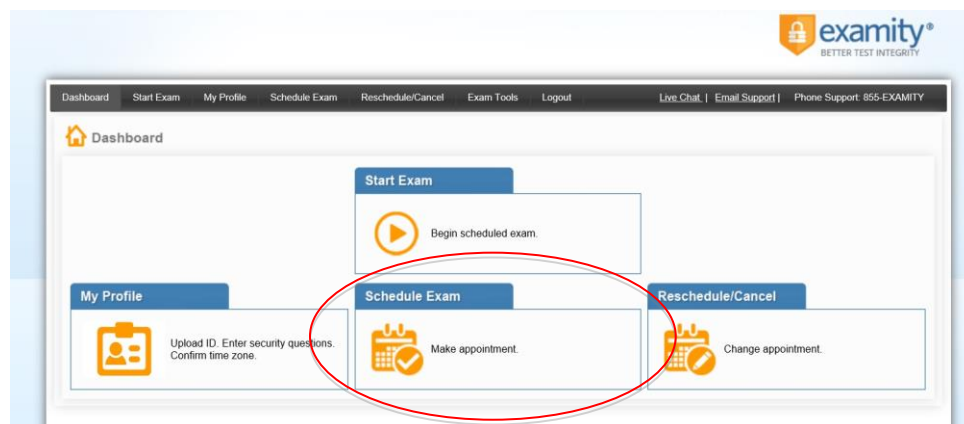 examity®
BETTER TEST INTEGRITY
Dashboard Start Exam My Profile Schedule Exam Reschedule/Cancel Exam Tools Logout Live Chat | Email Support | Phone Support: 855-EXAMITY
Dashboard
Start Exam
Begin scheduled exam.
My Profile
Upload ID. Enter security questions.
Confirm time zone.
Schedule Exam
Make appointment.
Reschedule/Cancel
Change appointment.